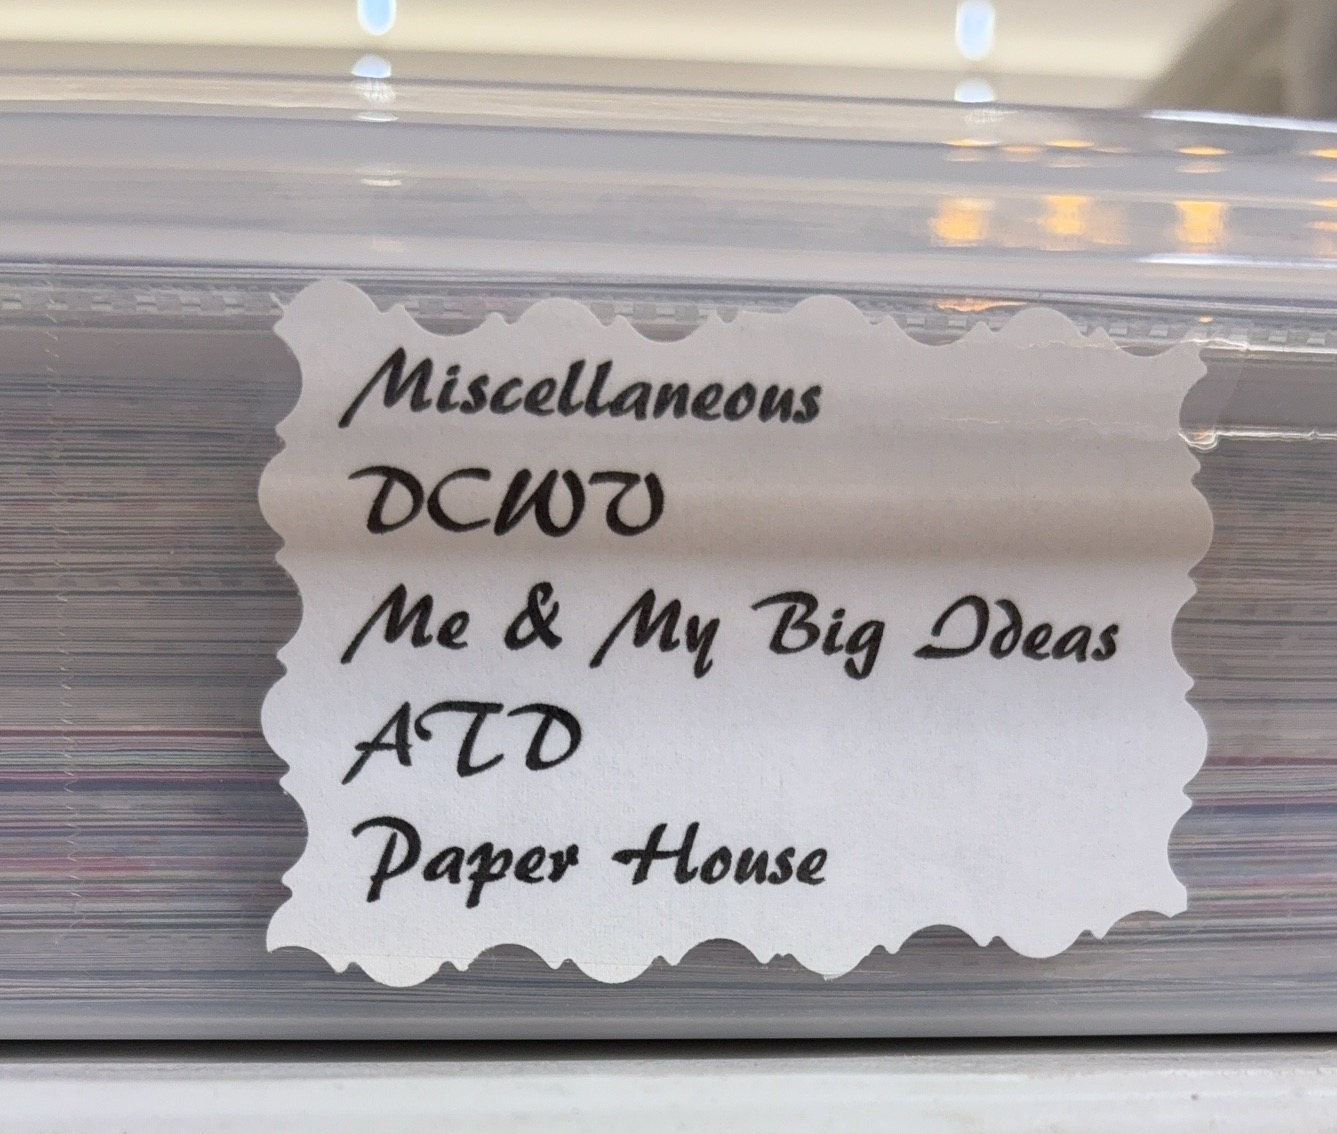 Miscellaneous
DCWV
Me & My Big Ideas
ATD
Paper House